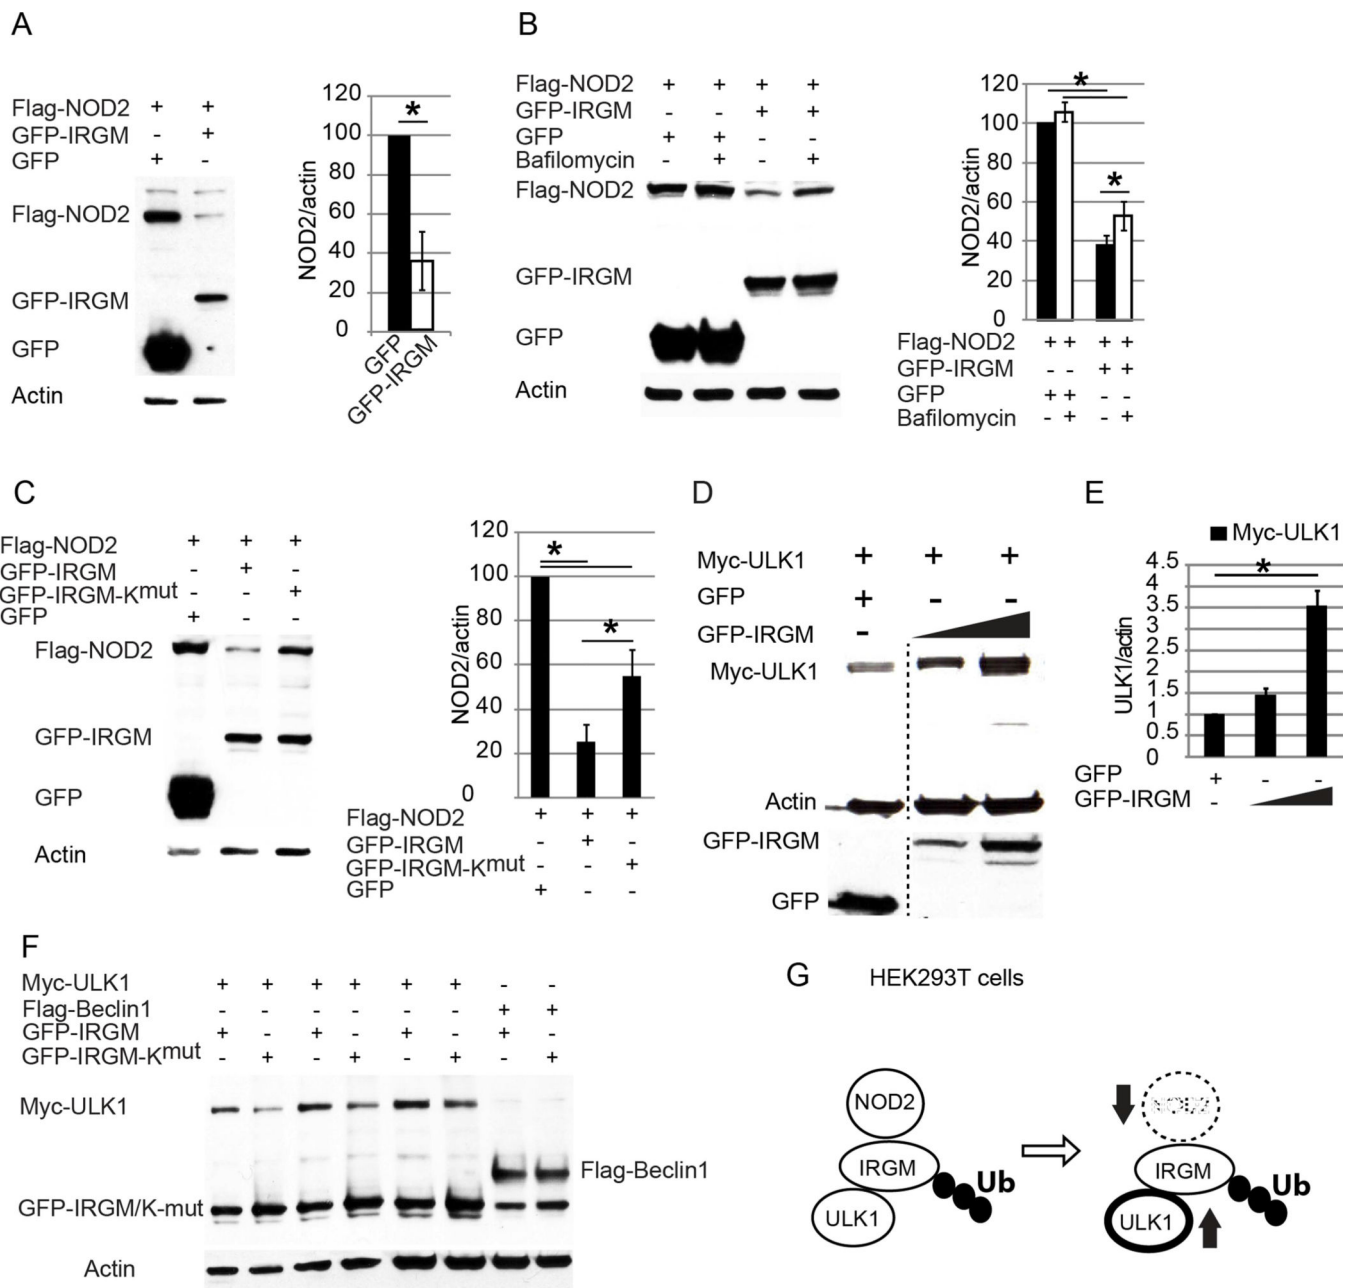 A
Flag-NOD2 + +
GFP-IRGM - +
GFP + -
Flag-NOD2
GFP-IRGM
GFP
Actin
NOD2/actin
120
100
80
60
40
20
0
*
GFP
GFP-IRGM
B
Flag-NOD2 + + + +
GFP-IRGM - - + +
GFP + + - -
Bafilomycin - + - +
Flag-NOD2
GFP-IRGM
GFP
Actin
NOD2/actin
120
100
80
60
40
20
0
*
*
Flag-NOD2 + + + +
GFP-IRGM - - + +
GFP + + - -
Bafilomycin - + - +
C
Flag-NOD2 + + +
GFP-IRGM - + -
GFP-IRGM-Kmut - - +
GFP + - -
Flag-NOD2
GFP-IRGM
GFP
Actin
NOD2/actin
120
100
80
60
40
20
0
*
*
Flag-NOD2 + + +
GFP-IRGM - + -
GFP-IRGM-Kmut - - +
GFP + - -
D
Myc-ULK1 + + +
GFP + - -
GFP-IRGM -
Myc-ULK1
Actin
GFP-IRGM
GFP
E
Myc-ULK1
ULK1/actin
4.5
4
3.5
3
2.5
2
1.5
1
0.5
0
*
GFP + - -
GFP-IRGM -
F
Myc-ULK1 + + + + + + - -
Flag-Beclin1 - - - - - - + +
GFP-IRGM + - + - + - + -
GFP-IRGM-Kmut - + - + - + - +
Myc-ULK1
Flag-Beclin1
GFP-IRGM/K-mut
Actin
G
HEK293T cells
NOD2
IRGM
Ub
ULK1
NOD2
IRGM
Ub
ULK1